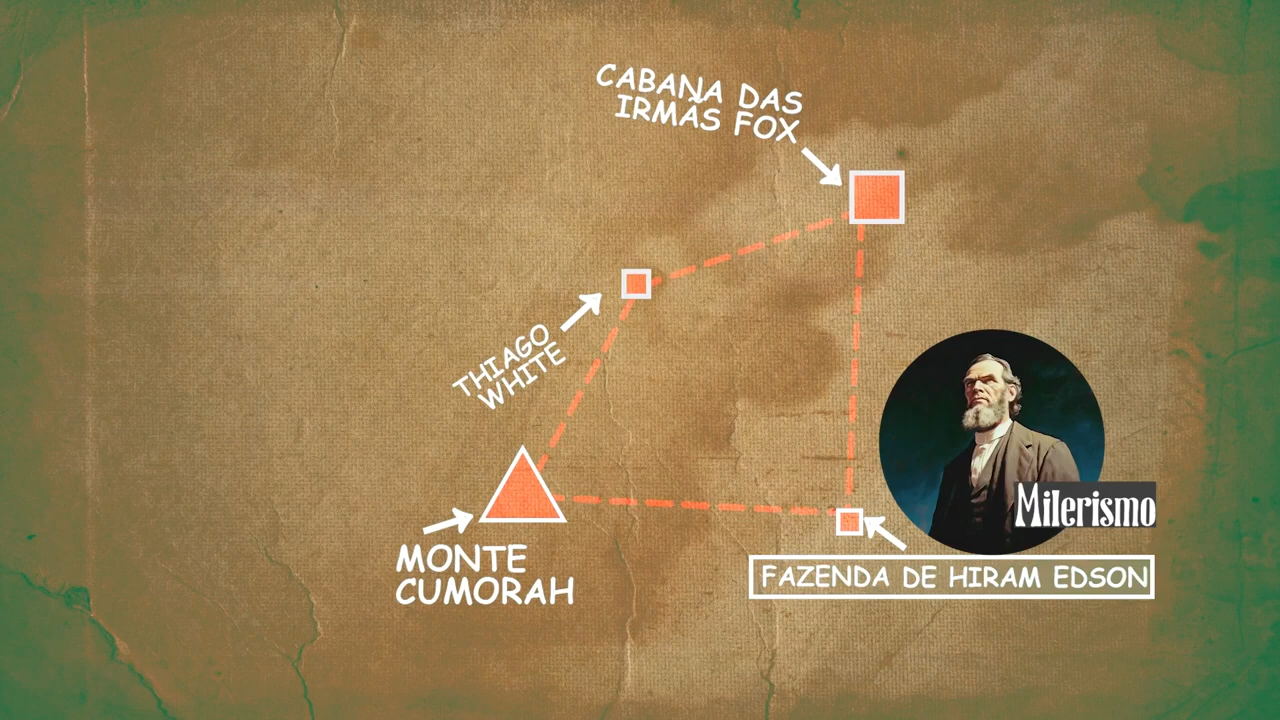 CABANA DAS
IRMÃS FOX
THIAGO
WHITE
MONTE
CUMORAH
Milerismo
FAZENDA DE HIRAM EDSON